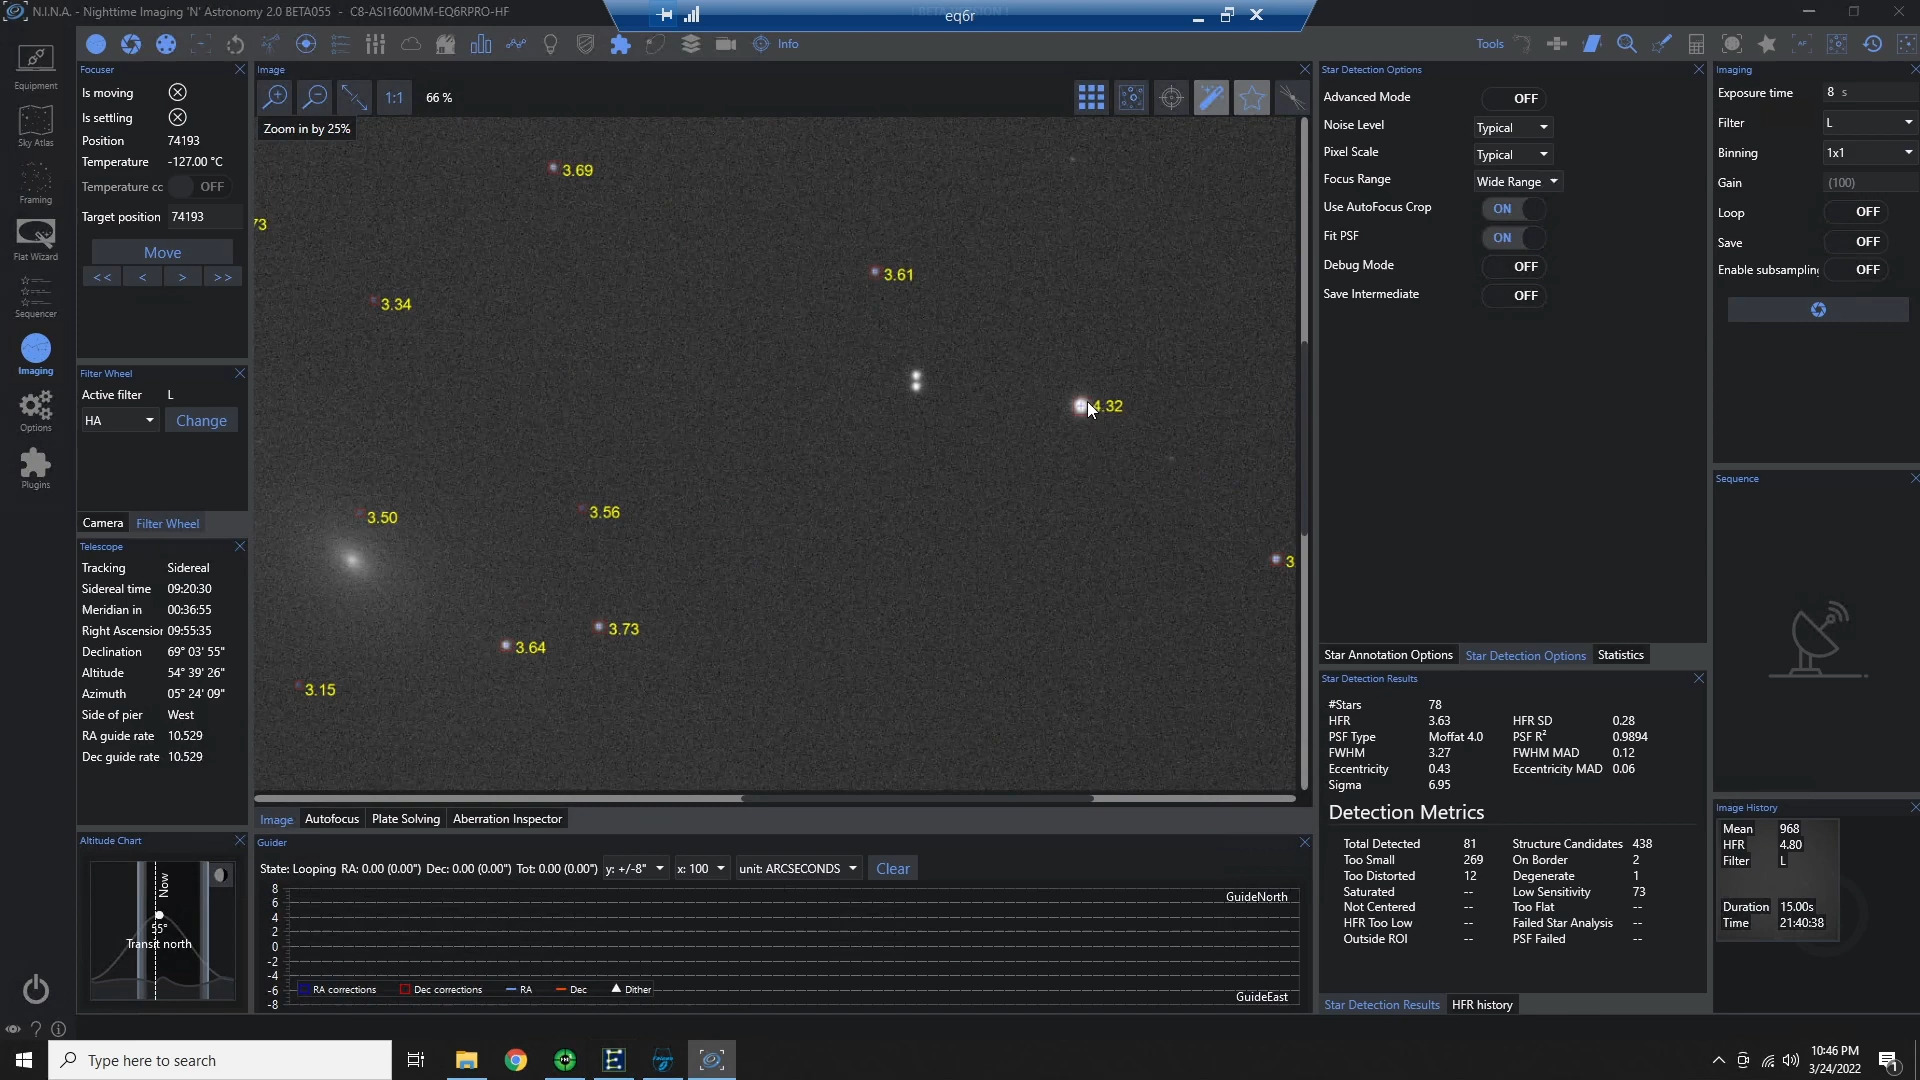 N.I.N.A. - Nighttime Imaging 'N' Astronomy 2.0 BETA055 - C8-ASI1600MM-EQ6RPRO-HF
eq6r
Info
Tools
Equipment
Sky Atlas
Framing
Flat Wizard
Sequencer
Imaging
Options
Plugins
Focuser
Is moving
Is settling
Position 74193
Temperature -127.00 °C
Temperature cc OFF
Target position 74193
Move
<< < > >>
Filter Wheel
Active filter L
HA Change
Camera Filter Wheel
Telescope
Tracking Sidereal
Sidereal time 09:20:30
Meridian in 00:36:55
Right Ascension 09:55:35
Declination 69° 03' 55"
Altitude 54° 39' 26"
Azimuth 05° 24' 09"
Side of pier West
RA guide rate 10.529
Dec guide rate 10.529
Altitude Chart
Now
55°
Transit north
Image
1:1 66 %
Zoom in by 25%
3.69
73
3.61
3.34
4.32
3.50
3.56
3
3.73
3.64
3.15
Image Autofocus Plate Solving Aberration Inspector
Guider
State: Looping RA: 0.00 (0.00") Dec: 0.00 (0.00") Tot: 0.00 (0.00") y: +/-8" x: 100 unit: ARCSECONDS Clear
8
6
4
2
0
-2
-4
-6
-8
GuideNorth
RA corrections Dec corrections RA Dec Dither
GuideEast
Star Detection Options
Advanced Mode OFF
Noise Level Typical
Pixel Scale Typical
Focus Range Wide Range
Use AutoFocus Crop ON
Fit PSF ON
Debug Mode OFF
Save Intermediate OFF
Star Annotation Options Star Detection Options Statistics
Star Detection Results
#Stars 78
HFR 3.63 HFR SD 0.28
PSF Type Moffat 4.0 PSF R² 0.9894
FWHM 3.27 FWHM MAD 0.12
Eccentricity 0.43 Eccentricity MAD 0.06
Sigma 6.95
Detection Metrics
Total Detected 81 Structure Candidates 438
Too Small 269 On Border 2
Too Distorted 12 Degenerate 1
Saturated -- Low Sensitivity 73
Not Centered -- Too Flat --
HFR Too Low -- Failed Star Analysis --
Outside ROI -- PSF Failed --
Star Detection Results HFR history
Imaging
Exposure time 8 s
Filter L
Binning 1x1
Gain (100)
Loop OFF
Save OFF
Enable subsampling OFF
Sequence
Image History
Mean 968
HFR 4.80
Filter L
Duration 15.00s
Time 21:40:38
Type here to search
10:46 PM
3/24/2022
1